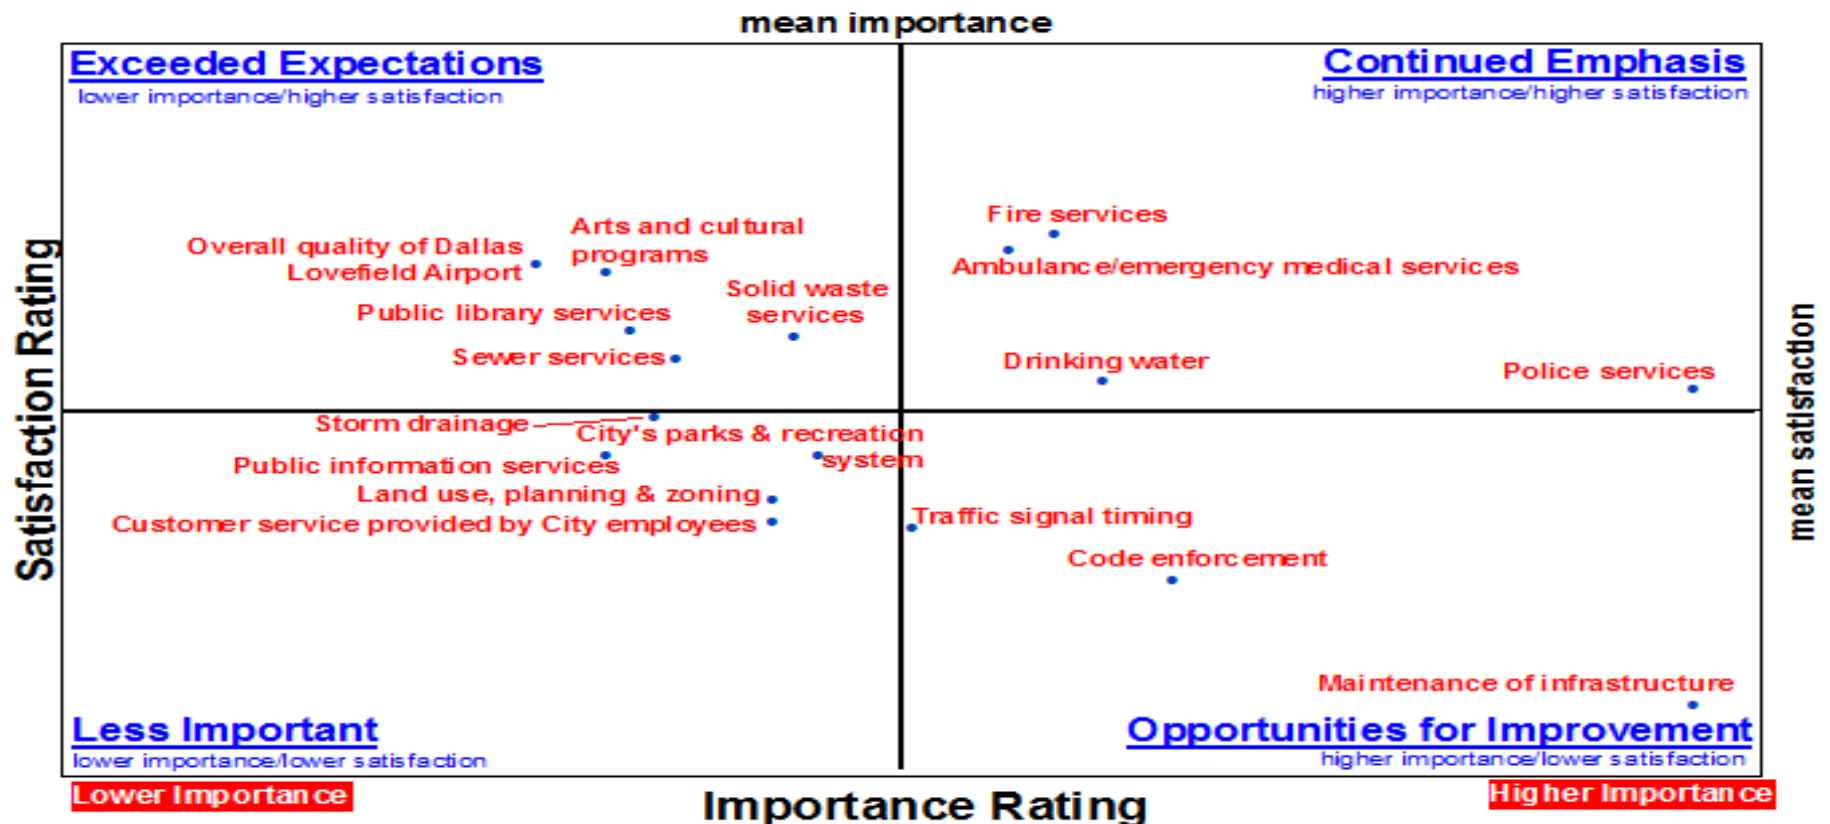 mean importance
Exceeded Expectations
lower importance/higher satisfaction
Continued Emphasis
higher importance/higher satisfaction
Fire services
Arts and cultural
programs
Overall quality of Dallas
Lovefield Airport
Ambulance/emergency medical services
Solid waste
services
Public library services
Sewer services
Drinking water
Police services
Satisfaction Rating
mean satisfaction
Storm drainage
City's parks & recreation
system
Public information services
Land use, planning & zoning
Customer service provided by City employees
Traffic signal timing
Code enforcement
Maintenance of infrastructure
Less Important
lower importance/lower satisfaction
Opportunities for Improvement
higher importance/lower satisfaction
Lower Importance
Importance Rating
Higher Importance